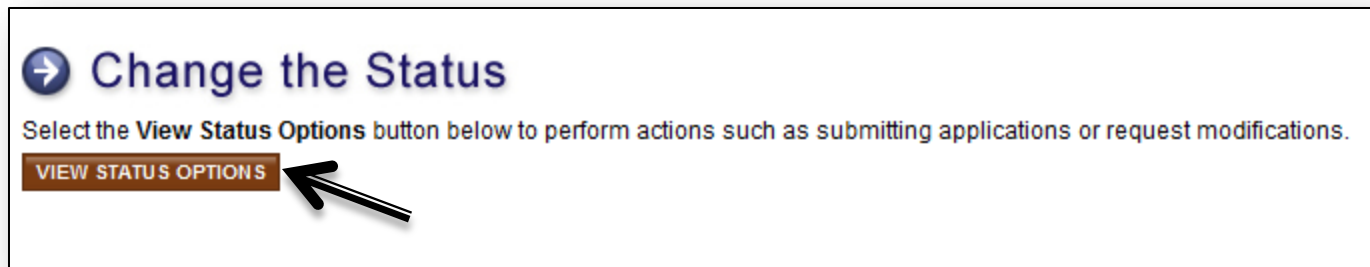 Change the Status
Select the View Status Options button below to perform actions such as submitting applications or request modifications.
VIEW STATUS OPTIONS